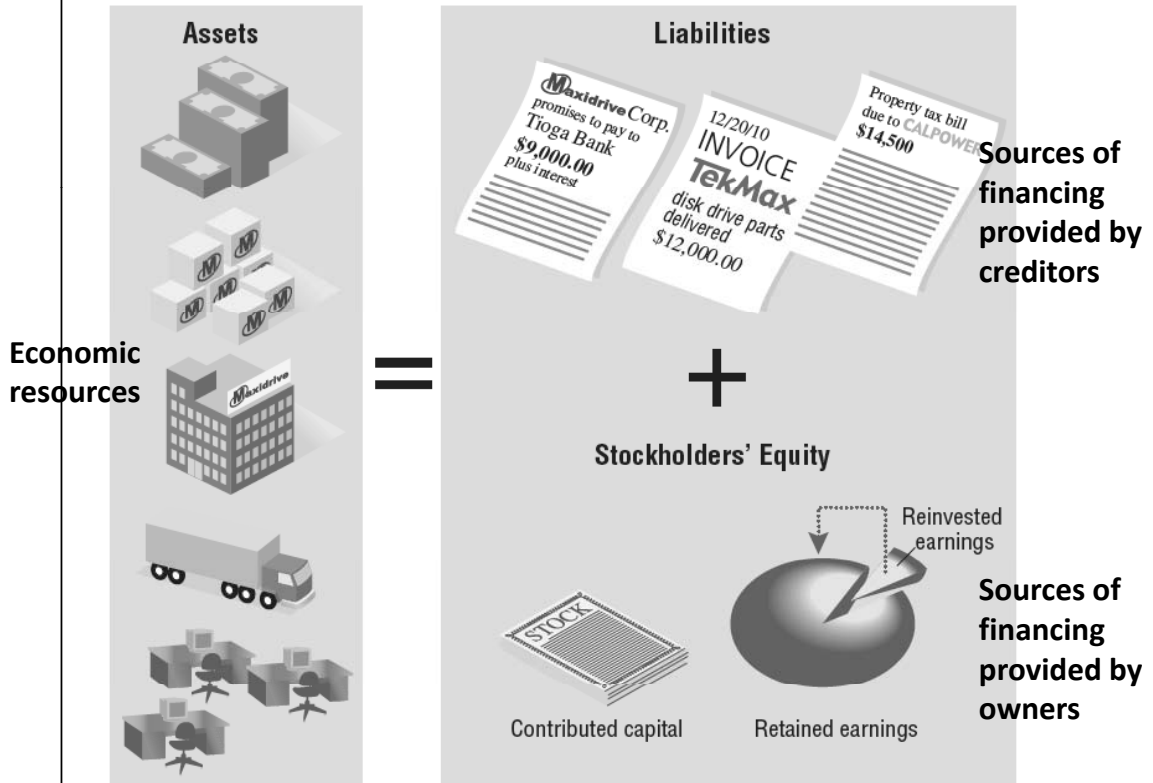 Assets
Liabilities
Maxidrive Corp.
promises to pay to
Tioga Bank
$9,000.00
plus interest
12/20/10
INVOICE
TekMax
disk drive parts
delivered
$12,000.00
Property tax bill
due to CALPOWER
$14,500
Sources of
financing
provided by
creditors
M
M
M
M
M
M
Economic
resources
Maxidrive
=
+
Stockholders' Equity
Reinvested
earnings
STOCK
Sources of
financing
provided by
owners
Contributed capital
Retained earnings